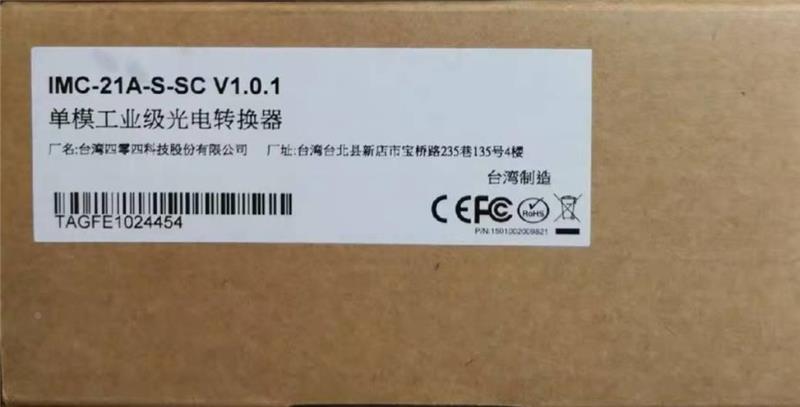 IMC-21A-S-SC V1.0.1
单模工业级光电转换器
厂名:台湾四零四科技股份有限公司 厂址:台湾台北县新店市宝桥路235巷135号4楼
台湾制造
TAGFE1024454
CE FC RoHS
P/N:1501002009821